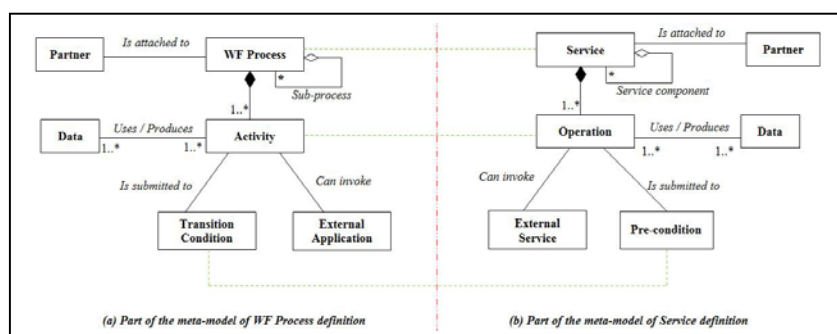 Is attached to
Partner
WF Process
*
Sub-process
1..*
Uses / Produces
Data
Activity
1..*
1..*
Is submitted to
Can invoke
Transition
Condition
External
Application
(a) Part of the meta-model of WF Process definition
Service
Is attached to
Partner
*
Service component
1..*
Operation
Uses / Produces
Data
1..*
1..*
Can invoke
Is submitted to
External
Service
Pre-condition
(b) Part of the meta-model of Service definition